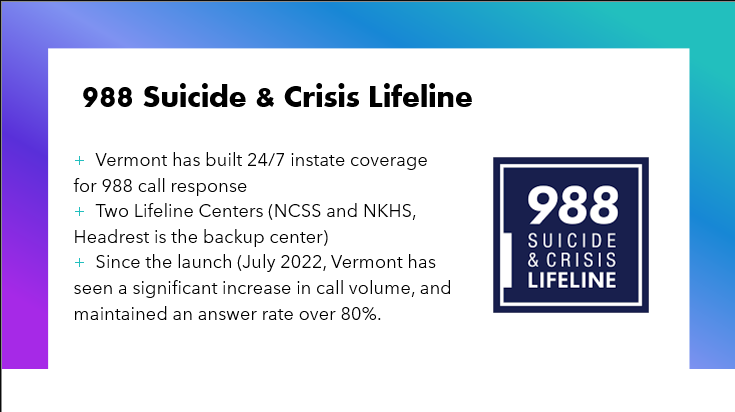 988 Suicide & Crisis Lifeline
+ Vermont has built 24/7 instate coverage
for 988 call response
+ Two Lifeline Centers (NCSS and NKHS,
Headrest is the backup center)
+ Since the launch (July 2022, Vermont has
seen a significant increase in call volume, and
maintained an answer rate over 80%.
988
SUICIDE
& CRISIS
LIFELINE